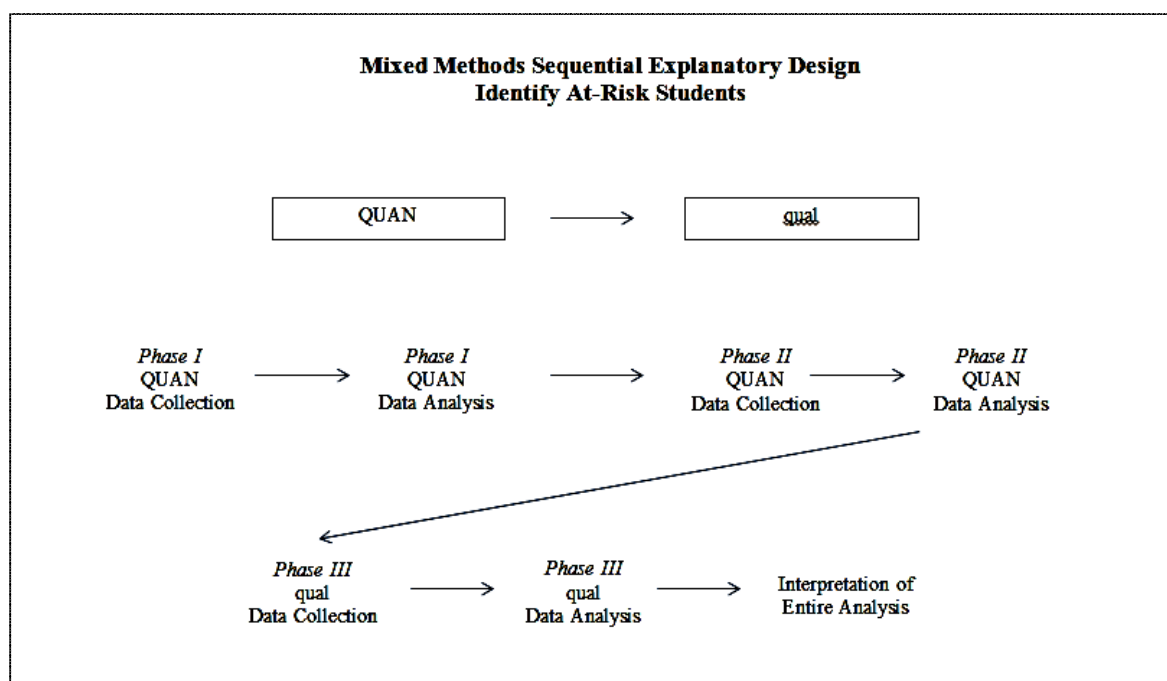 Mixed Methods Sequential Explanatory Design
Identify At-Risk Students
QUAN
qual
Phase I
QUAN
Data Collection
Phase I
QUAN
Data Analysis
Phase II
QUAN
Data Collection
Phase II
QUAN
Data Analysis
Phase III
qual
Data Collection
Phase III
qual
Data Analysis
Interpretation of
Entire Analysis